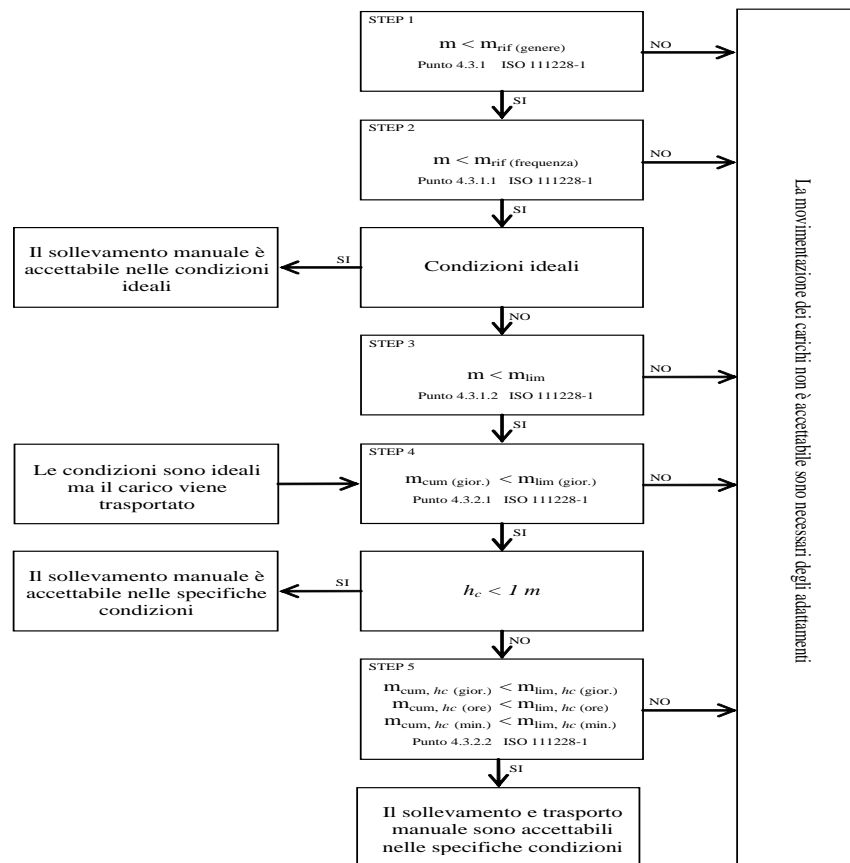 STEP 1
m < mrif (genere)
Punto 4.3.1 ISO 111228-1
NO
SI
STEP 2
m < mrif (frequenza)
Punto 4.3.1.1 ISO 111228-1
NO
SI
Il sollevamento manuale è
accettabile nelle condizioni
ideali
SI
Condizioni ideali
NO
STEP 3
m < mlim
Punto 4.3.1.2 ISO 111228-1
NO
SI
Le condizioni sono ideali
ma il carico viene
trasportato
STEP 4
mcum (gior.) < mlim (gior.)
Punto 4.3.2.1 ISO 111228-1
NO
SI
Il sollevamento manuale è
accettabile nelle specifiche
condizioni
SI
hc < 1 m
NO
STEP 5
mcum, hc (gior.) < mlim, hc (gior.)
mcum, hc (ore) < mlim, hc (ore)
mcum, hc (min.) < mlim, hc (min.)
Punto 4.3.2.2 ISO 111228-1
NO
SI
Il sollevamento e trasporto
manuale sono accettabili
nelle specifiche condizioni
La movimentazione dei carichi non è accettabile sono necessari degli adattamenti